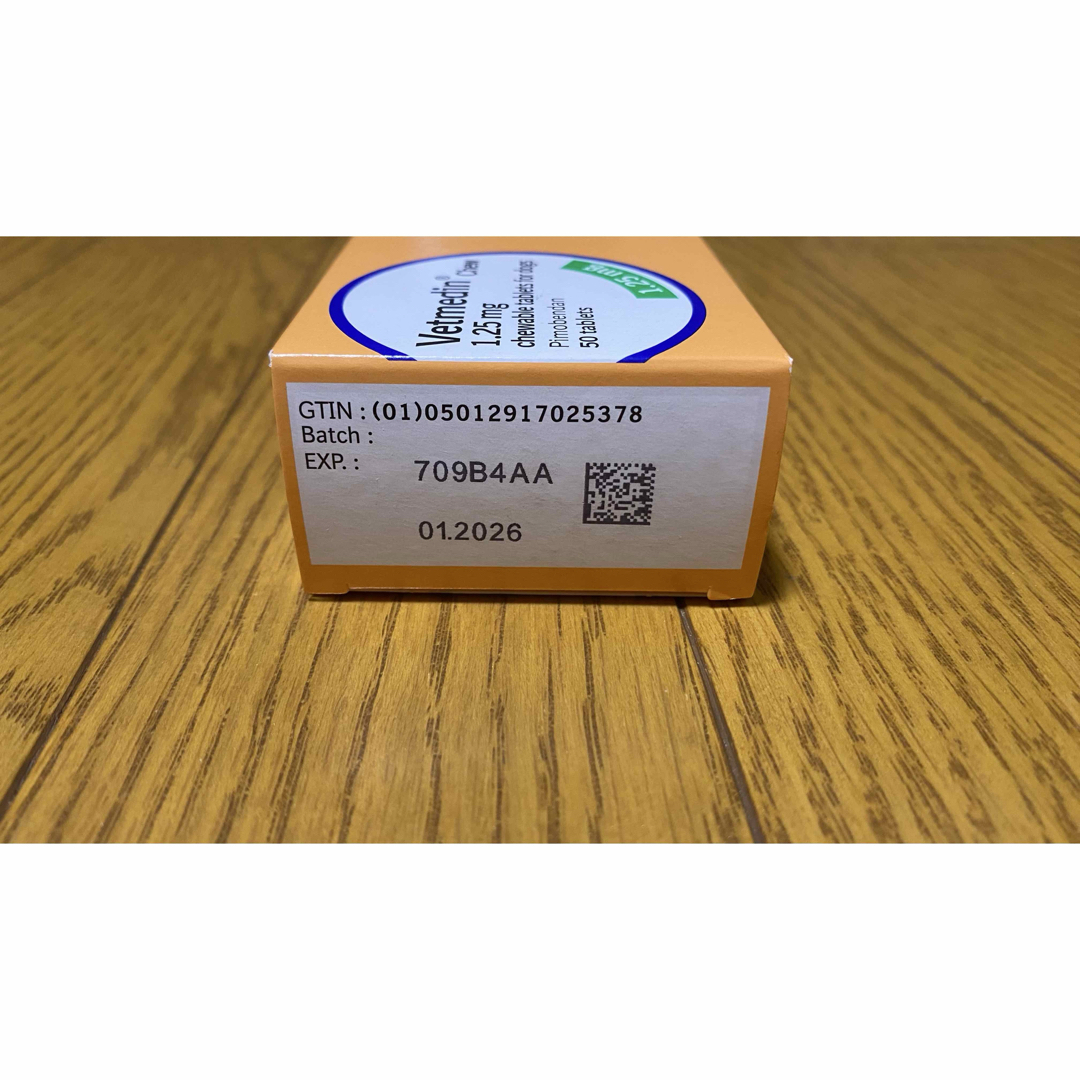 Vetmedin® Chew
1.25 mg
chewable tablets for dogs
Pimobendan
50 tablets
1.25 mg
GTIN : (01)05012917025378
Batch :
EXP. :
709B4AA
01.2026